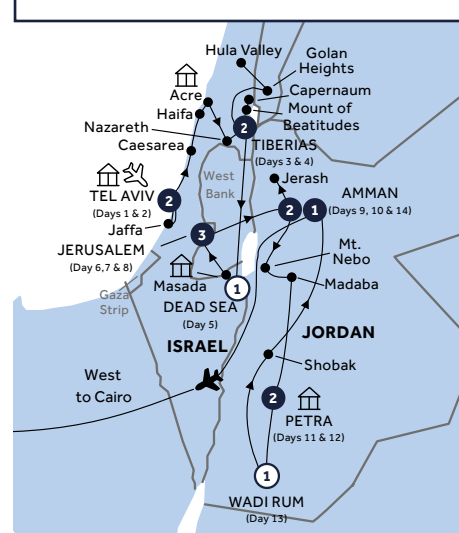 Hula Valley
Golan
Heights
Acre
Capernaum
Haifa
Mount of
Beatitudes
Nazareth
2
Caesarea
TIBERIAS
(Days 3 & 4)
West
Bank
Jerash
TEL AVIV
(Days 1 & 2)
2
AMMAN
(Days 9, 10 & 14)
2
1
Jaffa
3
JERUSALEM
(Day 6,7 & 8)
Mt.
Nebo
Masada
Madaba
Gaza
Strip
1
DEAD SEA
(Day 5)
ISRAEL
JORDAN
Shobak
West
to Cairo
2
PETRA
(Days 11 & 12)
1
WADI RUM
(Day 13)